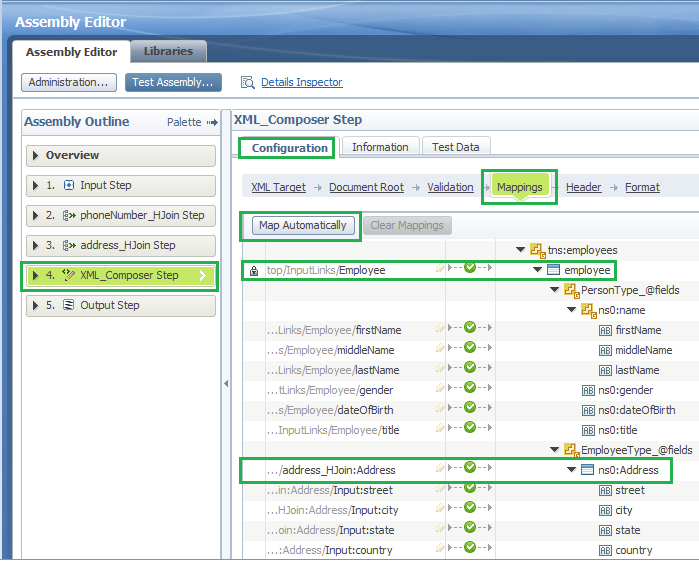 Assembly Editor
Assembly Editor Libraries
Administration... Test Assembly... Details Inspector
Assembly Outline Palette
Overview
1. Input Step
2. phoneNumber_HJoin Step
3. address_HJoin Step
4. XML_Composer Step
5. Output Step
XML_Composer Step
Configuration Information Test Data
XML Target Document Root Validation Mappings Header Format
Map Automatically Clear Mappings
tns:employees
top/InputLinks/Employee employee
PersonType_@fields
ns0:name
...Links/Employee/firstName firstName
...s/Employee/middleName middleName
...Links/Employee/lastName lastName
...tLinks/Employee/gender ns0:gender
...s/Employee/dateOfBirth ns0:dateOfBirth
...InputLinks/Employee/title ns0:title
EmployeeType_@fields
.../address_HJoin:Address ns0:Address
...in:Address/Input:street street
...HJoin:Address/Input:city city
...oin:Address/Input:state state
...:Address/Input:country country